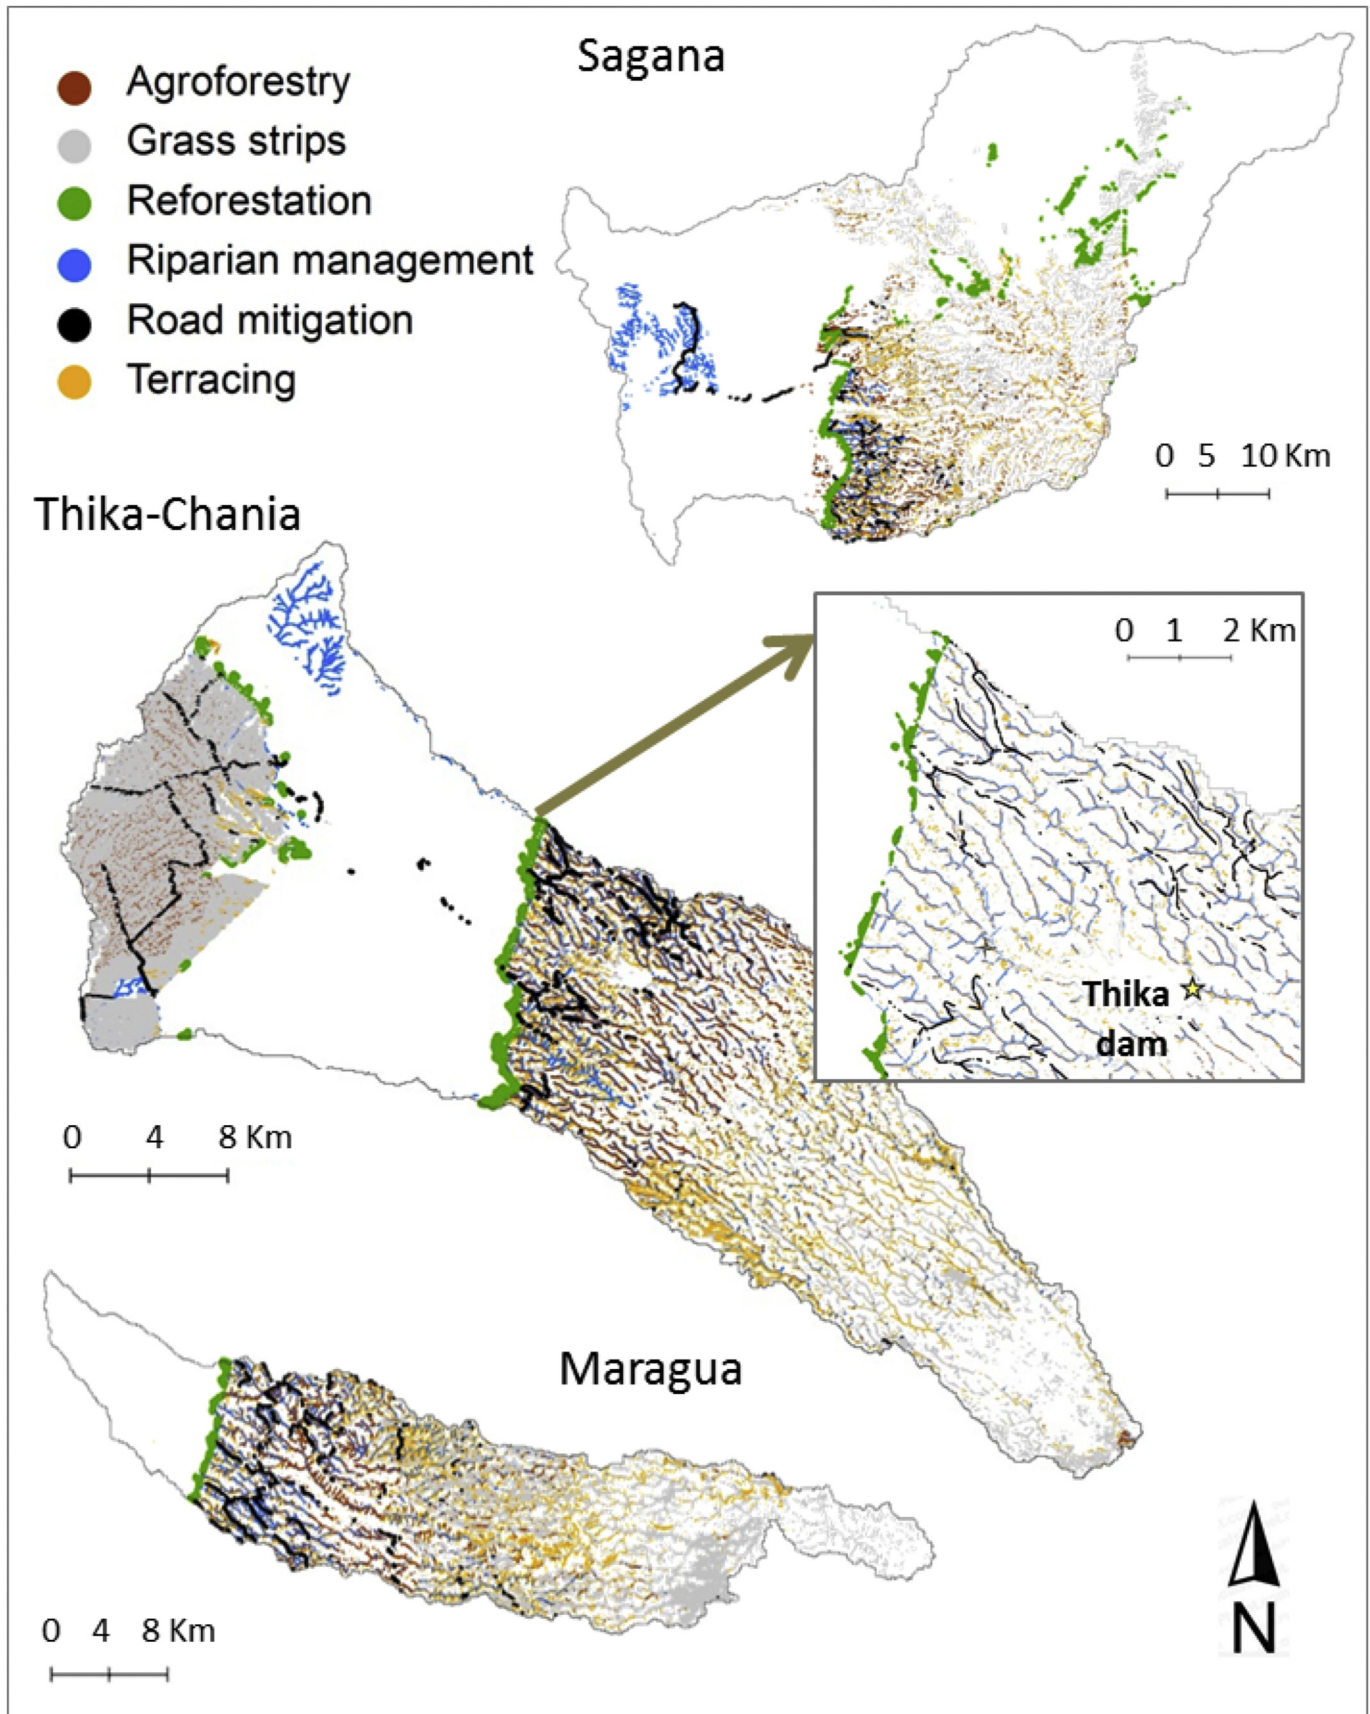 Sagana
Agroforestry
Grass strips
Reforestation
Riparian management
Road mitigation
Terracing
0 5 10 Km
Thika-Chania
0 1 2 Km
Thika
dam
0 4 8 Km
Maragua
0 4 8 Km
N